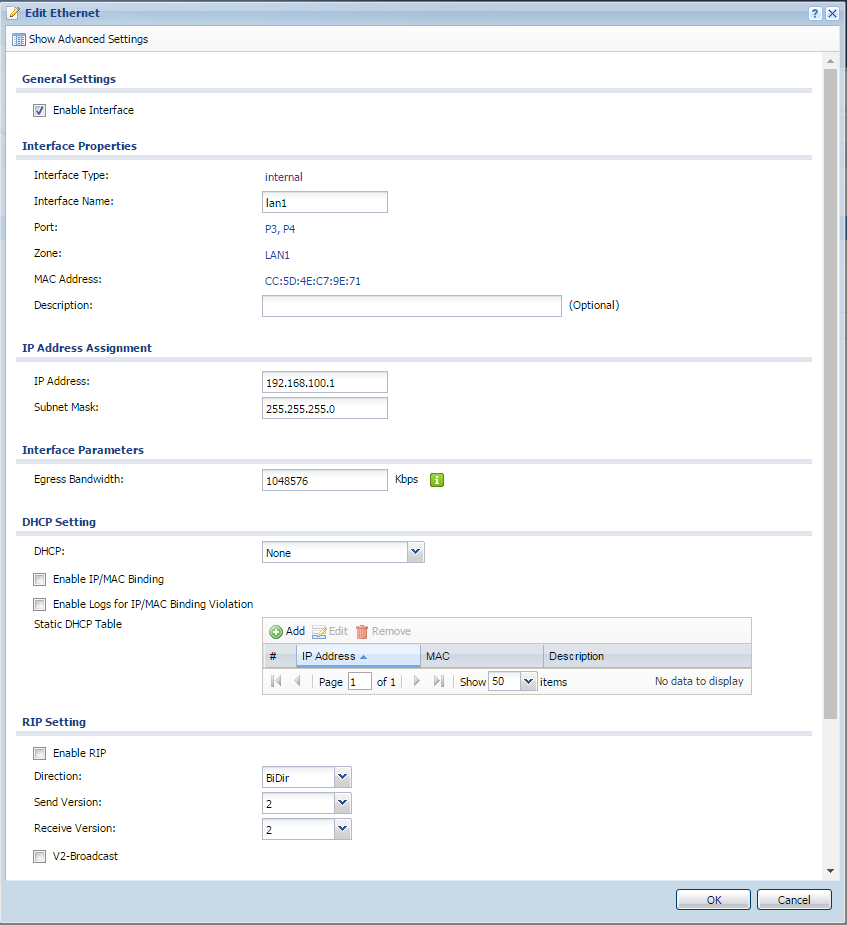 Edit Ethernet
Show Advanced Settings
General Settings
Enable Interface
Interface Properties
Interface Type: internal
Interface Name: lan1
Port: P3, P4
Zone: LAN1
MAC Address: CC:5D:4E:C7:9E:71
Description: (Optional)
IP Address Assignment
IP Address: 192.168.100.1
Subnet Mask: 255.255.255.0
Interface Parameters
Egress Bandwidth: 1048576 Kbps
DHCP Setting
DHCP: None
Enable IP/MAC Binding
Enable Logs for IP/MAC Binding Violation
Static DHCP Table
Add Edit Remove
# IP Address MAC Description
Page 1 of 1 Show 50 items No data to display
RIP Setting
Enable RIP
Direction: BiDir
Send Version: 2
Receive Version: 2
V2-Broadcast
OK Cancel